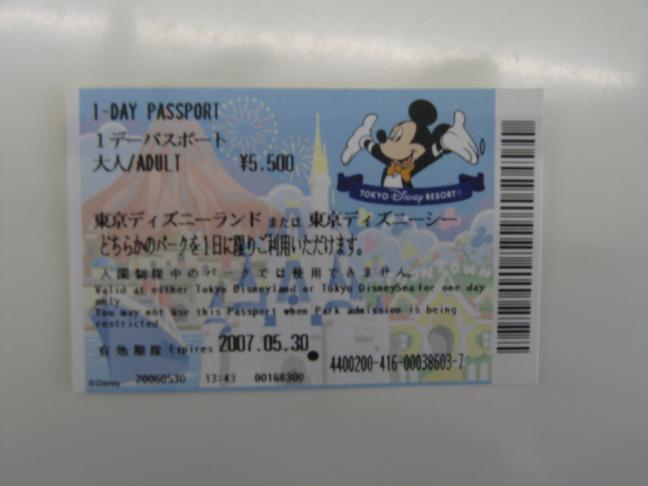 1-DAY PASSPORT
1デーパスポート
大人/ADULT ¥5,500
TOKYO Disney RESORT®
東京ディズニーランド または 東京ディズニーシー
どちらかのパークを1日に限りご利用いただけます。
入園制限中のパークでは使用できません。
Valid at either Tokyo Disneyland or Tokyo DisneySea for one day
only
You may not use this Passport when Park admission is being
restricted.
有効期限 Expires 2007.05.30
4400200-416-00038603-7
©Disney 20060530 13:43 00168300